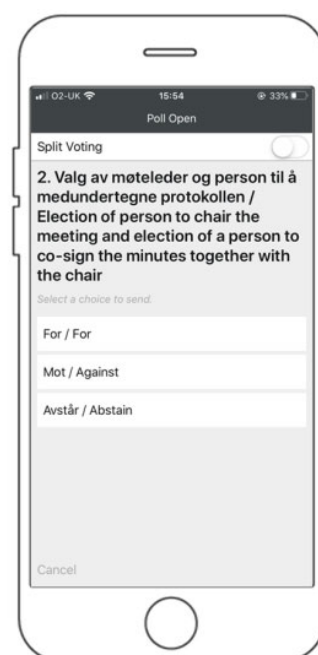 O2-UK 15:54 33%
Poll Open
Split Voting
2. Valg av møteleder og person til å
medundertegne protokollen /
Election of person to chair the
meeting and election of a person to
co-sign the minutes together with
the chair
Select a choice to send.
For / For
Mot / Against
Avstår / Abstain
Cancel